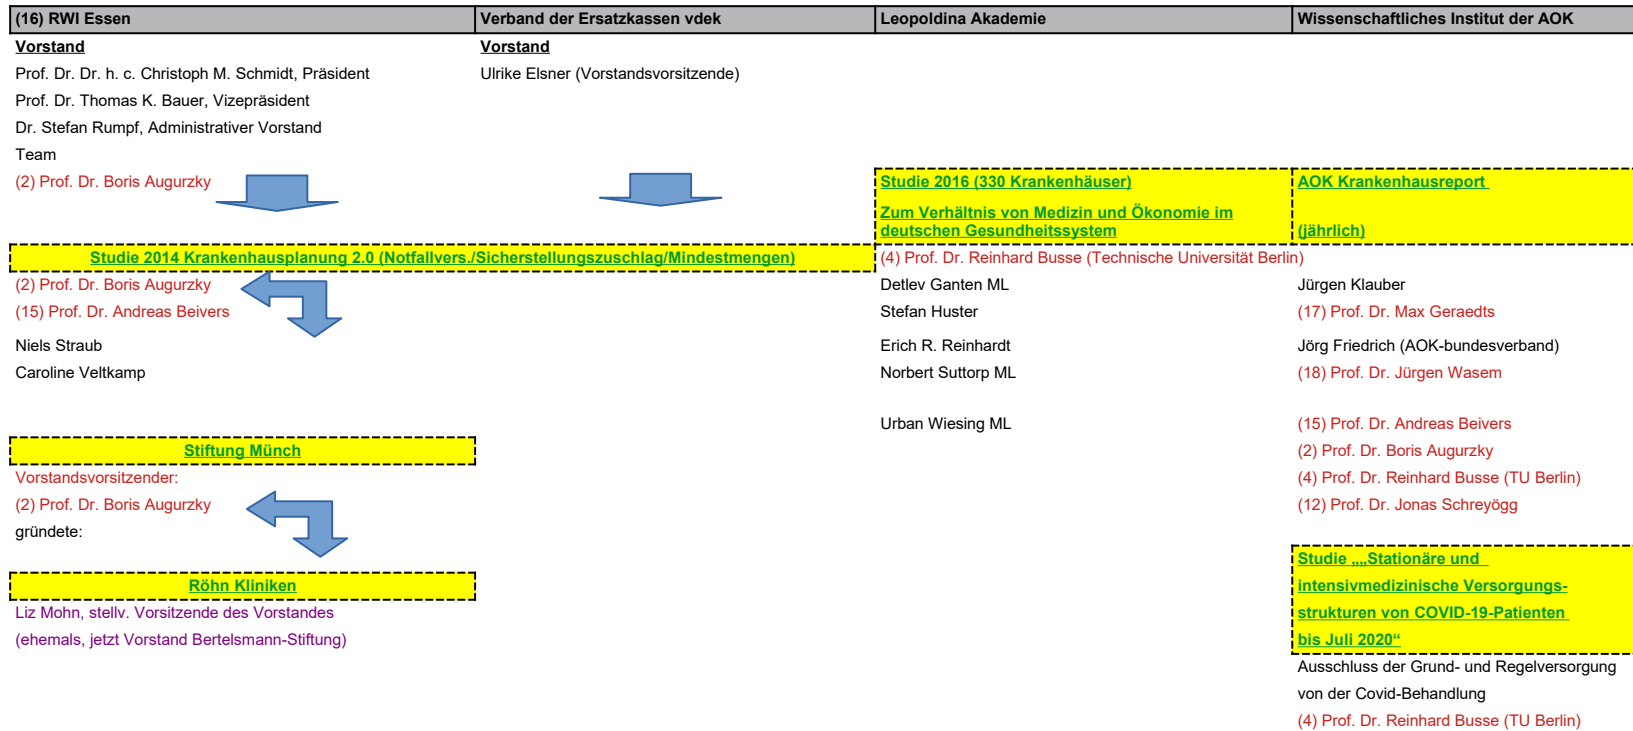 (16) RWI Essen
Verband der Ersatzkassen vdek
Leopoldina Akademie
Wissenschaftliches Institut der AOK
Vorstand
Prof. Dr. Dr. h. c. Christoph M. Schmidt, Präsident
Prof. Dr. Thomas K. Bauer, Vizepräsident
Dr. Stefan Rumpf, Administrativer Vorstand
Team
(2) Prof. Dr. Boris Augurzky
Vorstand
Ulrike Elsner (Vorstandsvorsitzende)
Studie 2014 Krankenhausplanung 2.0 (Notfallvers./Sicherstellungszuschlag/Mindestmengen)
(2) Prof. Dr. Boris Augurzky
(15) Prof. Dr. Andreas Beivers
Niels Straub
Caroline Veltkamp
Stiftung Münch
Vorstandsvorsitzender:
(2) Prof. Dr. Boris Augurzky
gründete:
Röhn Kliniken
Liz Mohn, stellv. Vorsitzende des Vorstandes
(ehemals, jetzt Vorstand Bertelsmann-Stiftung)
Studie 2016 (330 Krankenhäuser)
Zum Verhältnis von Medizin und Ökonomie im
deutschen Gesundheitssystem
(4) Prof. Dr. Reinhard Busse (Technische Universität Berlin)
Detlev Ganten ML
Stefan Huster
Erich R. Reinhardt
Norbert Suttorp ML
Urban Wiesing ML
AOK Krankenhausreport
(jährlich)
Jürgen Klauber
(17) Prof. Dr. Max Geraedts
Jörg Friedrich (AOK-bundesverband)
(18) Prof. Dr. Jürgen Wasem
(15) Prof. Dr. Andreas Beivers
(2) Prof. Dr. Boris Augurzky
(4) Prof. Dr. Reinhard Busse (TU Berlin)
(12) Prof. Dr. Jonas Schreyögg
Studie „„Stationäre und
intensivmedizinische Versorgungs-
strukturen von COVID-19-Patienten
bis Juli 2020“
Ausschluss der Grund- und Regelversorgung
von der Covid-Behandlung
(4) Prof. Dr. Reinhard Busse (TU Berlin)